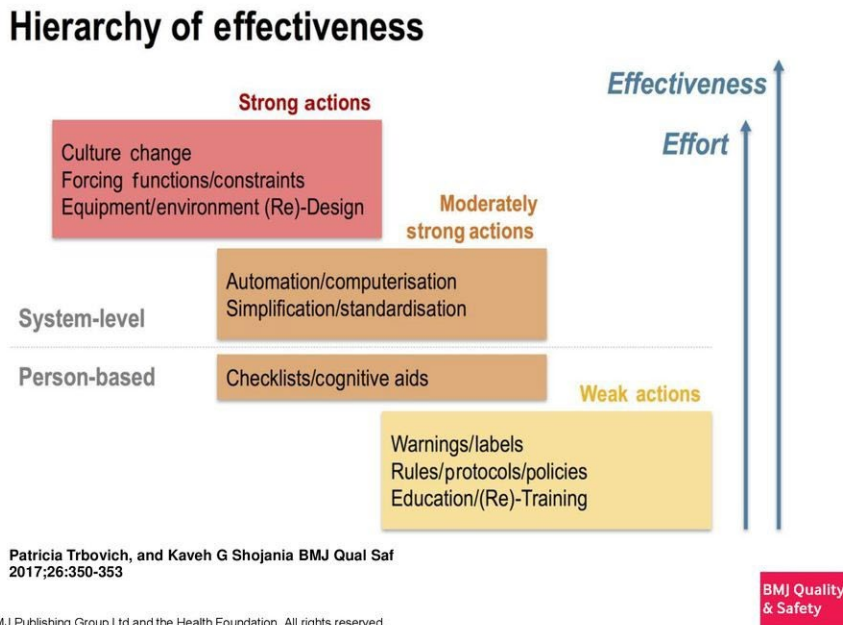 Hierarchy of effectiveness
Strong actions
Culture change
Forcing functions/constraints
Equipment/environment (Re)-Design
Effectiveness
Effort
Moderately
strong actions
Automation/computerisation
Simplification/standardisation
System-level
Person-based
Checklists/cognitive aids
Weak actions
Warnings/labels
Rules/protocols/policies
Education/(Re)-Training
Patricia Trbovich, and Kaveh G Shojania BMJ Qual Saf
2017;26:350-353
BMJ Quality
& Safety
MJ Publishing Group Ltd and the Health Foundation. All rights reserved.